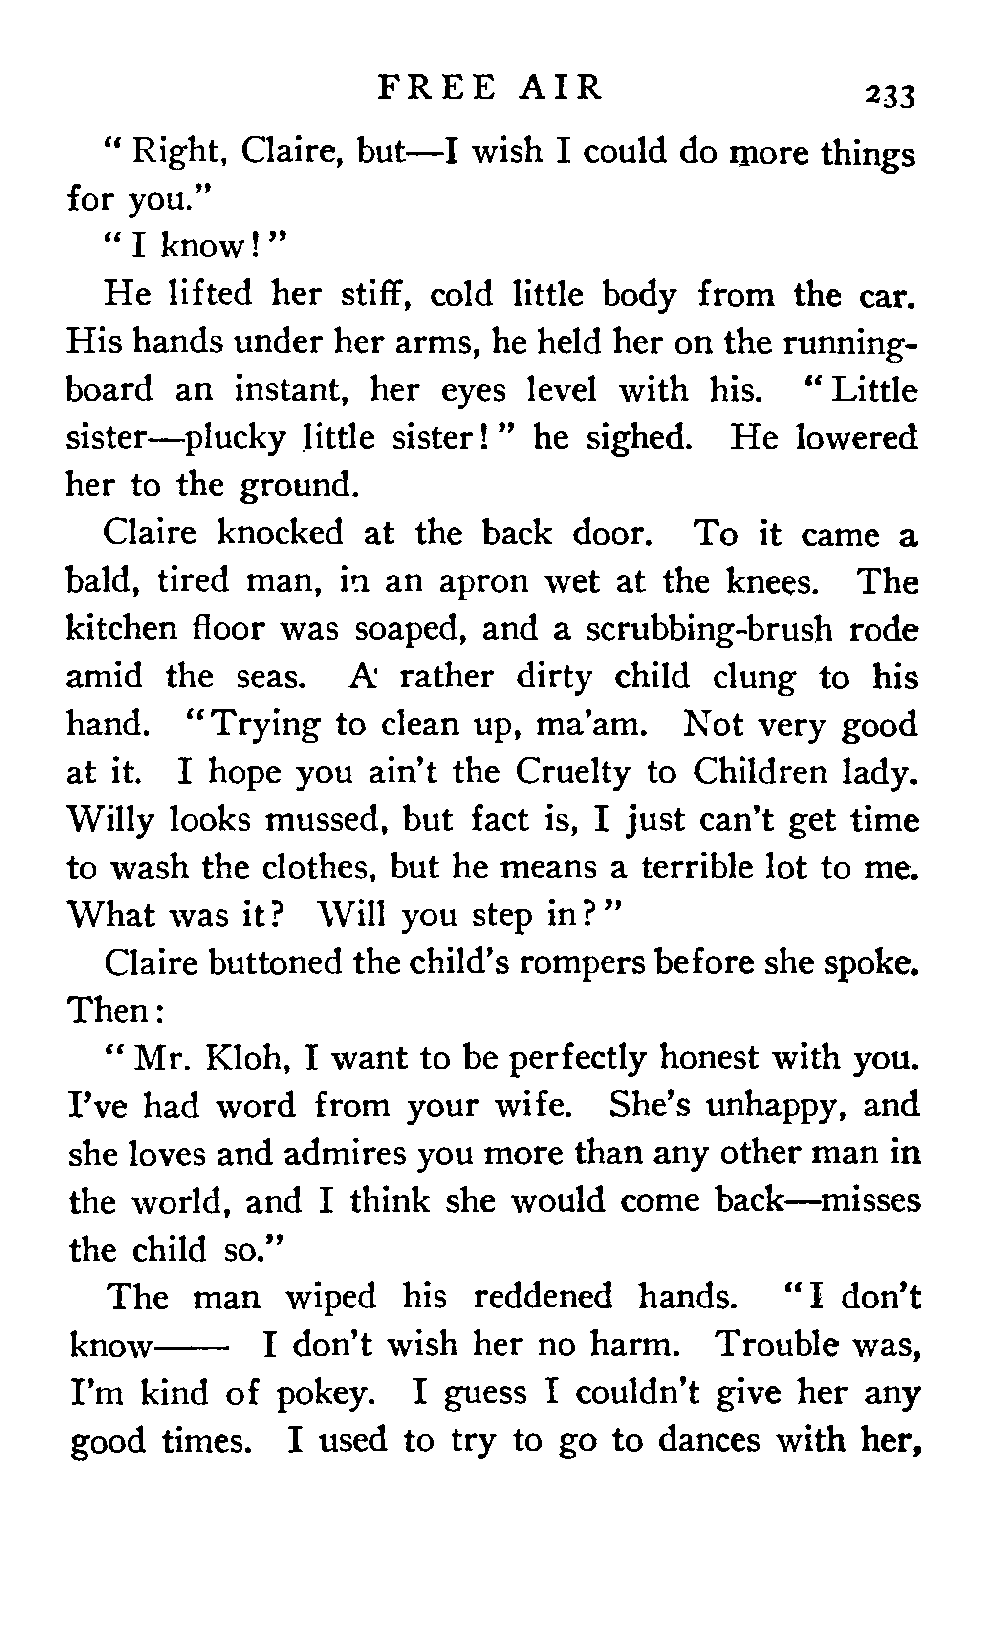 FREE AIR 233
" Right, Claire, but—I wish I could do more things
for you."
" I know! "
He lifted her stiff, cold little body from the car.
His hands under her arms, he held her on the running-
board an instant, her eyes level with his. " Little
sister—plucky little sister! " he sighed. He lowered
her to the ground.
Claire knocked at the back door. To it came a
bald, tired man, in an apron wet at the knees. The
kitchen floor was soaped, and a scrubbing-brush rode
amid the seas. A rather dirty child clung to his
hand. " Trying to clean up, ma'am. Not very good
at it. I hope you ain't the Cruelty to Children lady.
Willy looks mussed, but fact is, I just can't get time
to wash the clothes, but he means a terrible lot to me.
What was it? Will you step in? "
Claire buttoned the child's rompers before she spoke.
Then:
" Mr. Kloh, I want to be perfectly honest with you.
I've had word from your wife. She's unhappy, and
she loves and admires you more than any other man in
the world, and I think she would come back—misses
the child so."
The man wiped his reddened hands. " I don't
know—— I don't wish her no harm. Trouble was,
I'm kind of pokey. I guess I couldn't give her any
good times. I used to try to go to dances with her,